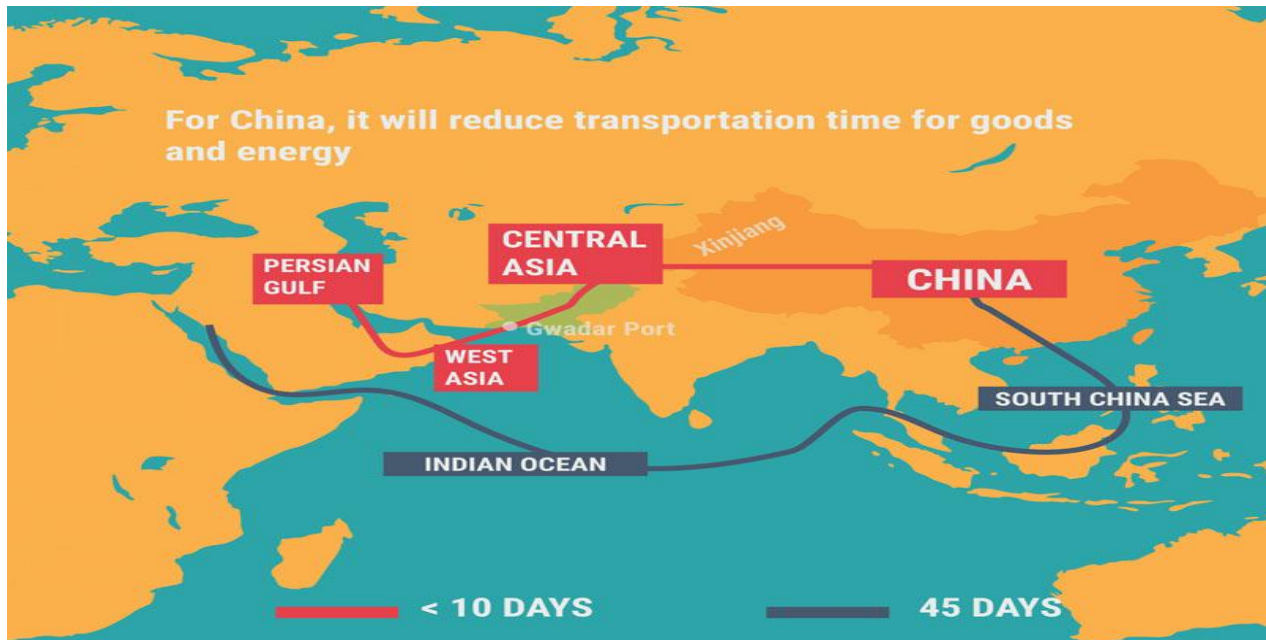 For China, it will reduce transportation time for goods
and energy
Xinjiang
CENTRAL
ASIA
PERSIAN
GULF
CHINA
Gwadar Port
WEST
ASIA
SOUTH CHINA SEA
INDIAN OCEAN
< 10 DAYS
45 DAYS